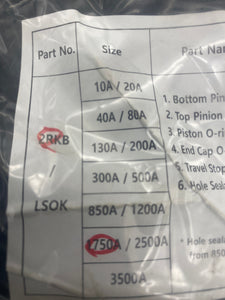 Part No. Size Part Nam
10A / 20A
40A / 80A
2RKB 130A / 200A
/ 300A / 500A
LSOK 850A / 1200A
1750A / 2500A
3500A
1. Bottom Pin
2. Top Pinion
3. Piston O-ri
4. End Cap O
5. Travel Stop
6. Hole Seal
* Hole seal
from 850